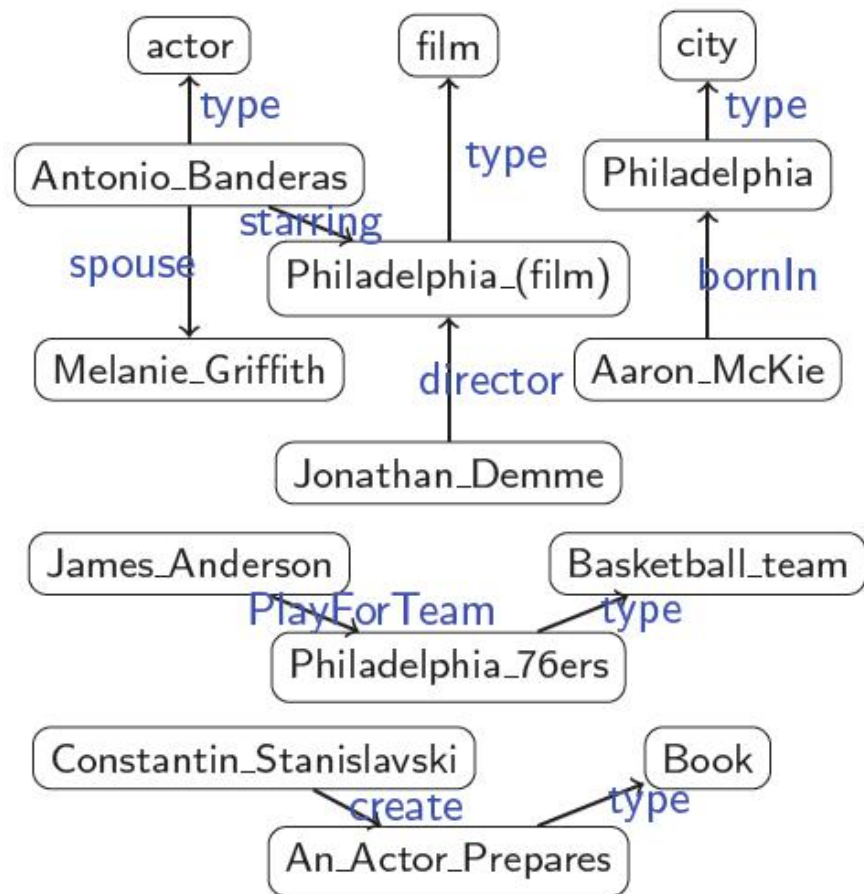 actor film city
type type
type
Antonio_Banderas Philadelphia
starring
spouse Philadelphia_(film) bornIn
Melanie_Griffith director Aaron_McKie
Jonathan_Demme
James_Anderson Basketball_team
PlayForTeam type
Philadelphia_76ers
Constantin_Stanislavski Book
create type
An_Actor_Prepares